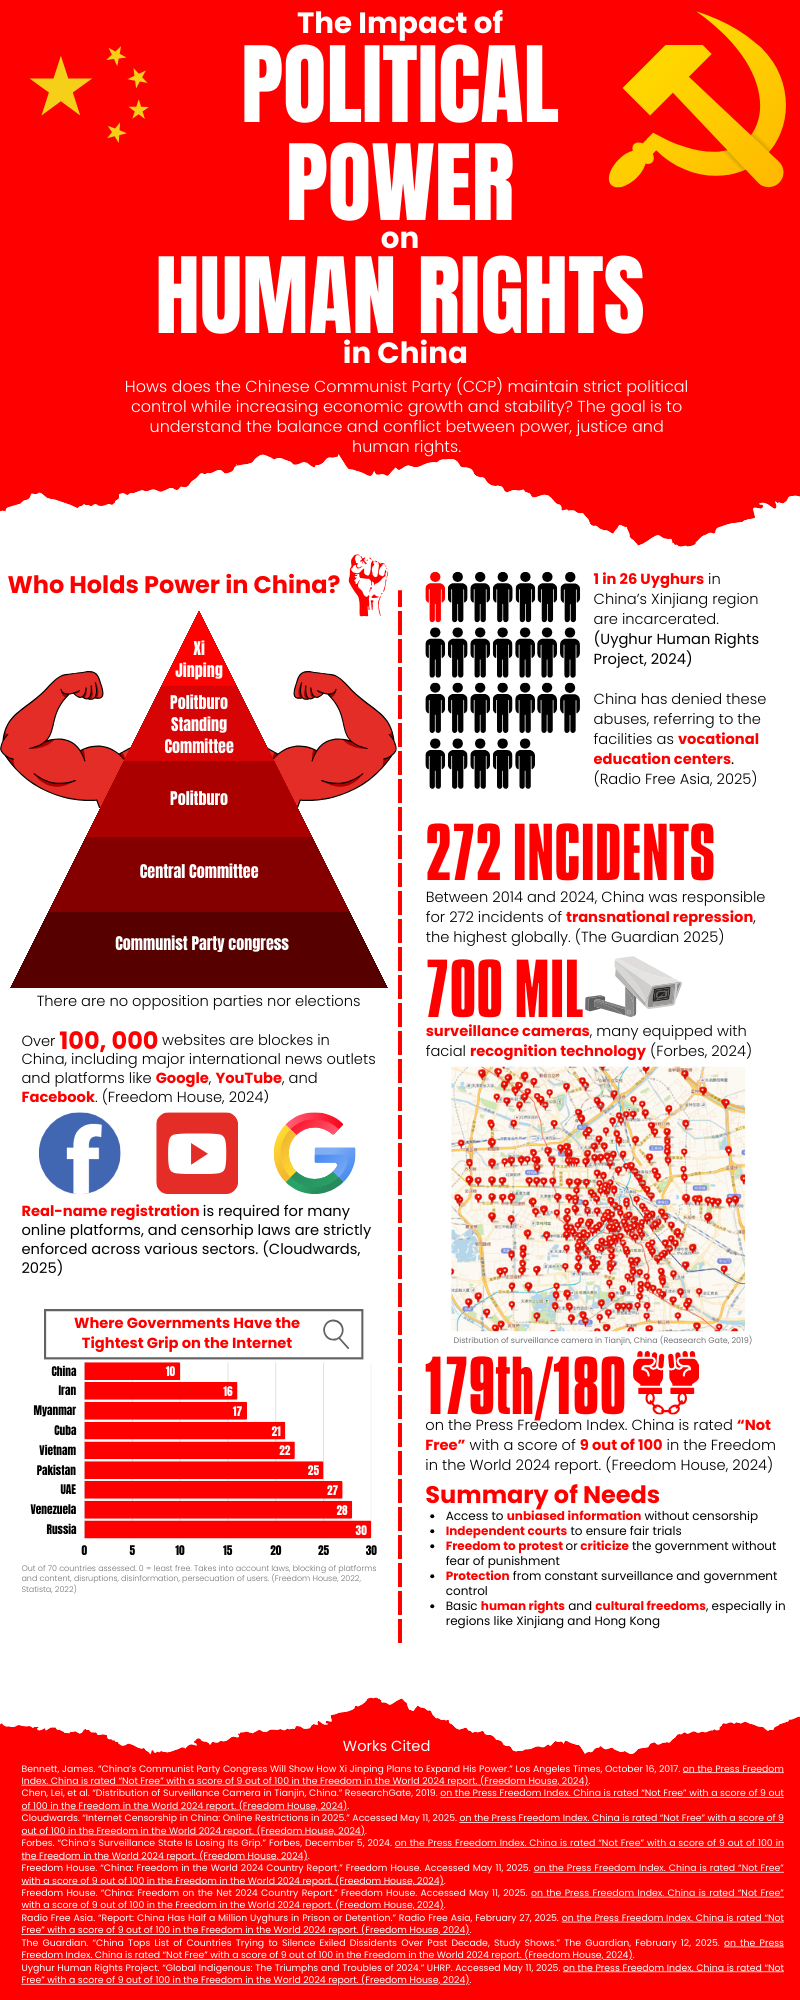 The Impact of
POLITICAL
POWER
on
HUMAN RIGHTS
in China
Hows does the Chinese Communist Party (CCP) maintain strict political
control while increasing economic growth and stability? The goal is to
understand the balance and conflict between power, justice and
human rights.
Who Holds Power in China?
Xi
Jinping
Politburo
Standing
Committee
Politburo
Central Committee
Communist Party congress
There are no opposition parties nor elections
Over 100, 000 websites are blockes in
China, including major international news outlets
and platforms like Google, YouTube, and
Facebook. (Freedom House, 2024)
Real-name registration is required for many
online platforms, and censorhip laws are strictly
enforced across various sectors. (Cloudwards,
2025)
Where Governments Have the
Tightest Grip on the Internet
China 10
Iran 16
Myanmar 17
Cuba 21
Vietnam 22
Pakistan 25
UAE 27
Venezuela 28
Russia 30
0 5 10 15 20 25 30
Out of 70 countries assessed. 0 = least free. Takes into account laws, blocking of platforms
and content, disruptions, disinformation, persecuation of users. (Freedom House, 2022,
Statista, 2022)
1 in 26 Uyghurs in
China's Xinjiang region
are incarcerated.
(Uyghur Human Rights
Project, 2024)
China has denied these
abuses, referring to the
facilities as vocational
education centers.
(Radio Free Asia, 2025)
272 INCIDENTS
Between 2014 and 2024, China was responsible
for 272 incidents of transnational repression,
the highest globally. (The Guardian 2025)
700 MIL
surveillance cameras, many equipped with
facial recognition technology (Forbes, 2024)
Distribution of surveillance camera in Tianjin, China (Reasearch Gate, 2019)
179th/180
on the Press Freedom Index. China is rated "Not
Free" with a score of 9 out of 100 in the Freedom
in the World 2024 report. (Freedom House, 2024)
Summary of Needs
• Access to unbiased information without censorship
• Independent courts to ensure fair trials
• Freedom to protest or criticize the government without
fear of punishment
• Protection from constant surveillance and government
control
• Basic human rights and cultural freedoms, especially in
regions like Xinjiang and Hong Kong
Works Cited
Bennett, James. "China's Communist Party Congress Will Show How Xi Jinping Plans to Expand His Power." Los Angeles Times, October 16, 2017. on the Press Freedom
Index. China is rated "Not Free" with a score of 9 out of 100 in the Freedom in the World 2024 report. (Freedom House, 2024).
Chen, Lei, et al. "Distribution of Surveillance Camera in Tianjin, China." ResearchGate, 2019. on the Press Freedom Index. China is rated "Not Free" with a score of 9 out
of 100 in the Freedom in the World 2024 report. (Freedom House, 2024).
Cloudwards. "Internet Censorship in China: Online Restrictions in 2025." Accessed May 11, 2025. on the Press Freedom Index. China is rated "Not Free" with a score of 9
out of 100 in the Freedom in the World 2024 report. (Freedom House, 2024).
Forbes. "China's Surveillance State Is Losing Its Grip." Forbes, December 5, 2024. on the Press Freedom Index. China is rated "Not Free" with a score of 9 out of 100 in
the Freedom in the World 2024 report. (Freedom House, 2024).
Freedom House. "China: Freedom in the World 2024 Country Report." Freedom House. Accessed May 11, 2025. on the Press Freedom Index. China is rated "Not Free"
with a score of 9 out of 100 in the Freedom in the World 2024 report. (Freedom House, 2024).
Freedom House. "China: Freedom on the Net 2024 Country Report." Freedom House. Accessed May 11, 2025. on the Press Freedom Index. China is rated "Not Free"
with a score of 9 out of 100 in the Freedom in the World 2024 report. (Freedom House, 2024).
Radio Free Asia. "Report: China Has Half a Million Uyghurs in Prison or Detention." Radio Free Asia, February 27, 2025. on the Press Freedom Index. China is rated "Not
Free" with a score of 9 out of 100 in the Freedom in the World 2024 report. (Freedom House, 2024).
The Guardian. "China Tops List of Countries Trying to Silence Exiled Dissidents Over Past Decade, Study Shows." The Guardian, February 12, 2025. on the Press
Freedom Index. China is rated "Not Free" with a score of 9 out of 100 in the Freedom in the World 2024 report. (Freedom House, 2024).
Uyghur Human Rights Project. "Global Indigenous: The Triumphs and Troubles of 2024." UHRP. Accessed May 11, 2025. on the Press Freedom Index. China is rated "Not
Free" with a score of 9 out of 100 in the Freedom in the World 2024 report. (Freedom House, 2024).